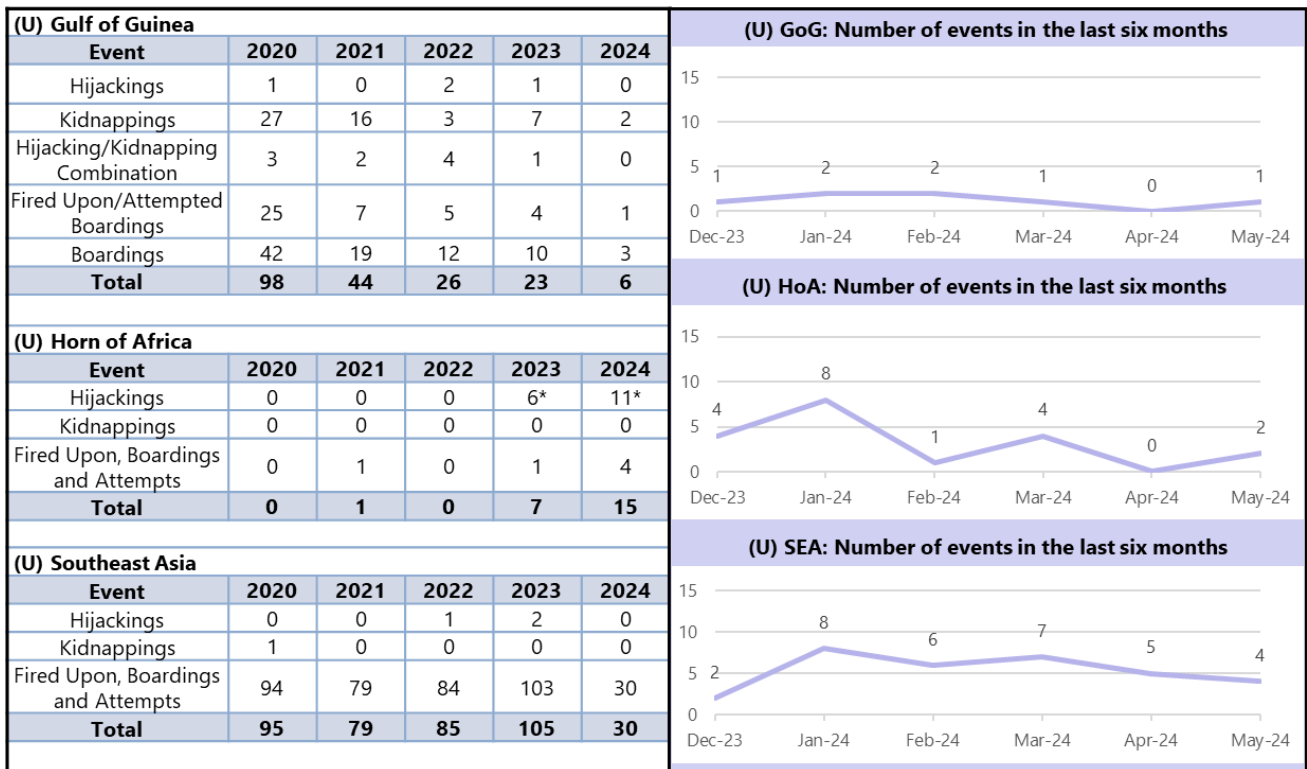 (U) Gulf of Guinea
Event 2020 2021 2022 2023 2024
Hijackings 1 0 2 1 0
Kidnappings 27 16 3 7 2
Hijacking/Kidnapping
Combination 3 2 4 1 0
Fired Upon/Attempted
Boardings 25 7 5 4 1
Boardings 42 19 12 10 3
Total 98 44 26 23 6
(U) Horn of Africa
Event 2020 2021 2022 2023 2024
Hijackings 0 0 0 6* 11*
Kidnappings 0 0 0 0 0
Fired Upon, Boardings
and Attempts 0 1 0 1 4
Total 0 1 0 7 15
(U) Southeast Asia
Event 2020 2021 2022 2023 2024
Hijackings 0 0 1 2 0
Kidnappings 1 0 0 0 0
Fired Upon, Boardings
and Attempts 94 79 84 103 30
Total 95 79 85 105 30
(U) GoG: Number of events in the last six months
15
10
5
0
1 2 2 1 0 1
Dec-23 Jan-24 Feb-24 Mar-24 Apr-24 May-24
(U) HoA: Number of events in the last six months
15
10
5
0
4 8 1 4 0 2
Dec-23 Jan-24 Feb-24 Mar-24 Apr-24 May-24
(U) SEA: Number of events in the last six months
15
10
5
0
2 8 6 7 5 4
Dec-23 Jan-24 Feb-24 Mar-24 Apr-24 May-24